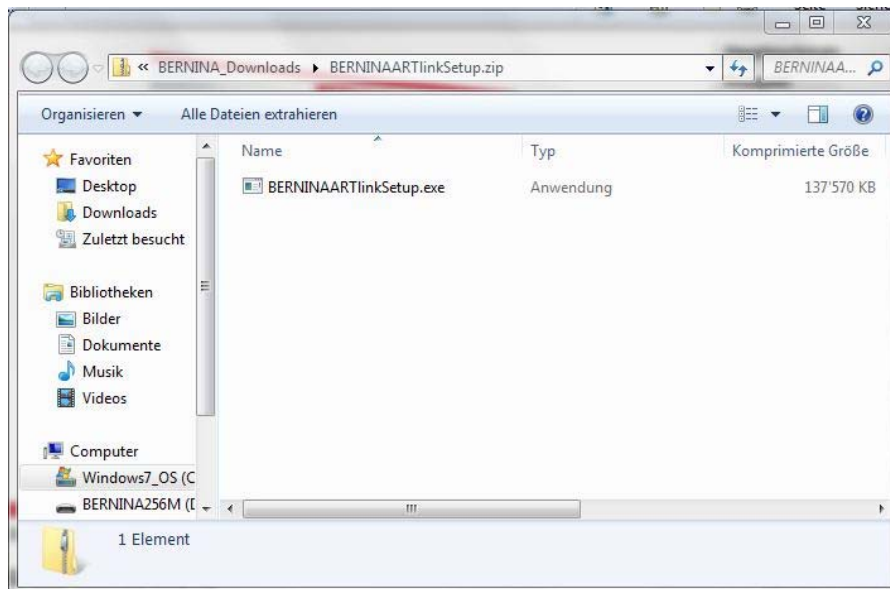 « BERNINA_Downloads ▸ BERNINAARTlinkSetup.zip
BERNINAA...
Organisieren
Alle Dateien extrahieren
Name
Typ
Komprimierte Größe
BERNINAARTlinkSetup.exe
Anwendung
137'570 KB
Favoriten
Desktop
Downloads
Zuletzt besucht
Bibliotheken
Bilder
Dokumente
Musik
Videos
Computer
Windows7_OS (C
BERNINA256M (
1 Element